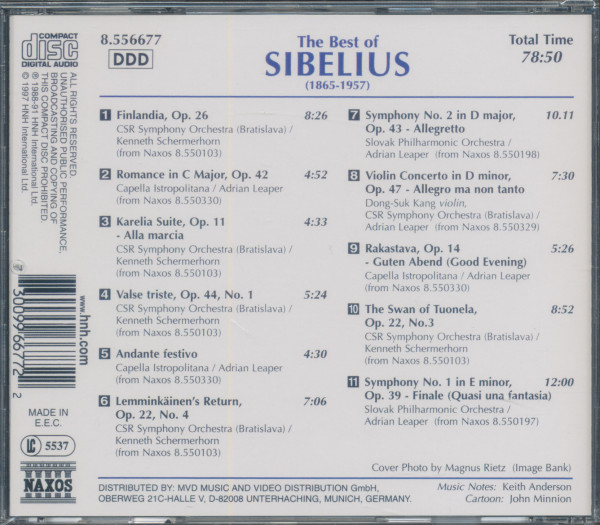 COMPACT
disc
DIGITAL AUDIO
8.556677
DDD
The Best of
SIBELIUS
(1865-1957)
Total Time
78:50
ALL RIGHTS RESERVED.
UNAUTHORISED PUBLIC PERFORMANCE,
BROADCASTING AND COPYING OF
THIS COMPACT DISC PROHIBITED.
℗ 1988-91 HNH International Ltd.
© 1997 HNH International Ltd.
www.hnh.com
7
30099 66772
2
MADE IN
E.E.C.
LC 5537
NAXOS
1 Finlandia, Op. 26 8:26
CSR Symphony Orchestra (Bratislava) /
Kenneth Schermerhorn
(from Naxos 8.550103)
2 Romance in C Major, Op. 42 4:52
Capella Istropolitana / Adrian Leaper
(from Naxos 8.550330)
3 Karelia Suite, Op. 11 4:33
- Alla marcia
CSR Symphony Orchestra (Bratislava) /
Kenneth Schermerhorn
(from Naxos 8.550103)
4 Valse triste, Op. 44, No. 1 5:24
CSR Symphony Orchestra (Bratislava) /
Kenneth Schermerhorn
(from Naxos 8.550103)
5 Andante festivo 4:30
Capella Istropolitana / Adrian Leaper
(from Naxos 8.550330)
6 Lemminkäinen's Return, 7:06
Op. 22, No. 4
CSR Symphony Orchestra (Bratislava) /
Kenneth Schermerhorn
(from Naxos 8.550103)
7 Symphony No. 2 in D major, 10.11
Op. 43 - Allegretto
Slovak Philharmonic Orchestra /
Adrian Leaper (from Naxos 8.550198)
8 Violin Concerto in D minor, 7:30
Op. 47 - Allegro ma non tanto
Dong-Suk Kang violin,
CSR Symphony Orchestra (Bratislava) /
Adrian Leaper (from Naxos 8.550329)
9 Rakastava, Op. 14 5:26
- Guten Abend (Good Evening)
Capella Istropolitana / Adrian Leaper
(from Naxos 8.550330)
10 The Swan of Tuonela, 8:52
Op. 22, No.3
CSR Symphony Orchestra (Bratislava) /
Kenneth Schermerhorn
(from Naxos 8.550103)
11 Symphony No. 1 in E minor, 12:00
Op. 39 - Finale (Quasi una fantasia)
Slovak Philharmonic Orchestra /
Adrian Leaper (from Naxos 8.550197)
Cover Photo by Magnus Rietz (Image Bank)
DISTRIBUTED BY: MVD MUSIC AND VIDEO DISTRIBUTION GmbH,
OBERWEG 21C-HALLE V, D-82008 UNTERHACHING, MUNICH, GERMANY.
Music Notes: Keith Anderson
Cartoon: John Minnion